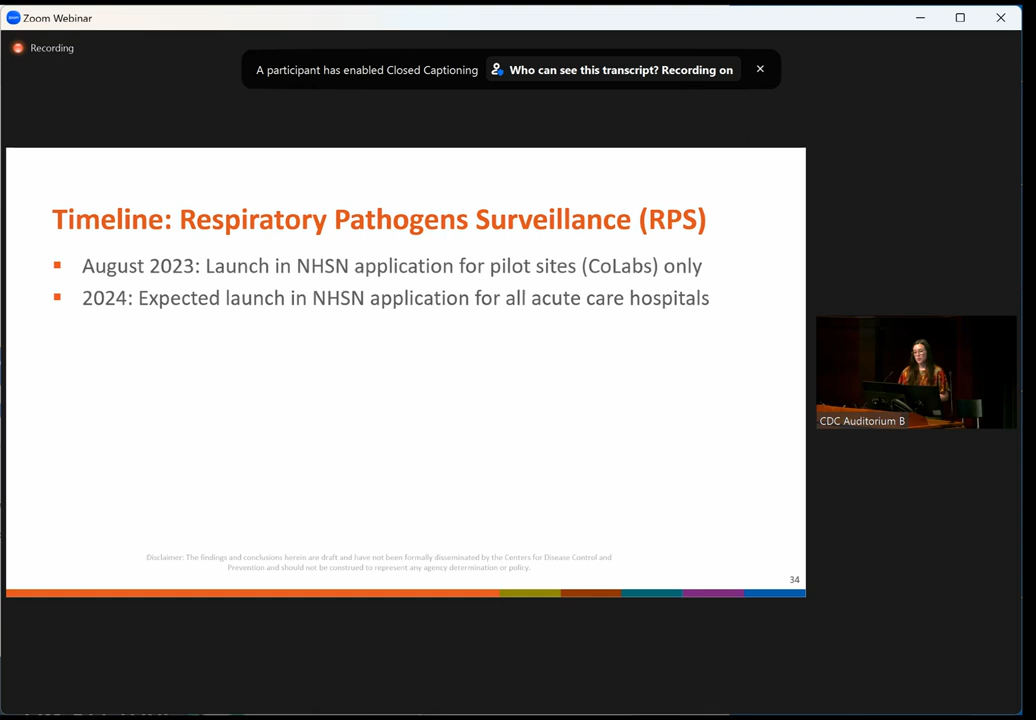 zoom Zoom Webinar
Recording
A participant has enabled Closed Captioning Who can see this transcript? Recording on
Timeline: Respiratory Pathogens Surveillance (RPS)
▪ August 2023: Launch in NHSN application for pilot sites (CoLabs) only
▪ 2024: Expected launch in NHSN application for all acute care hospitals
CDC Auditorium B
Disclaimer: The findings and conclusions herein are draft and have not been formally disseminated by the Centers for Disease Control and
Prevention and should not be construed to represent any agency determination or policy.
34